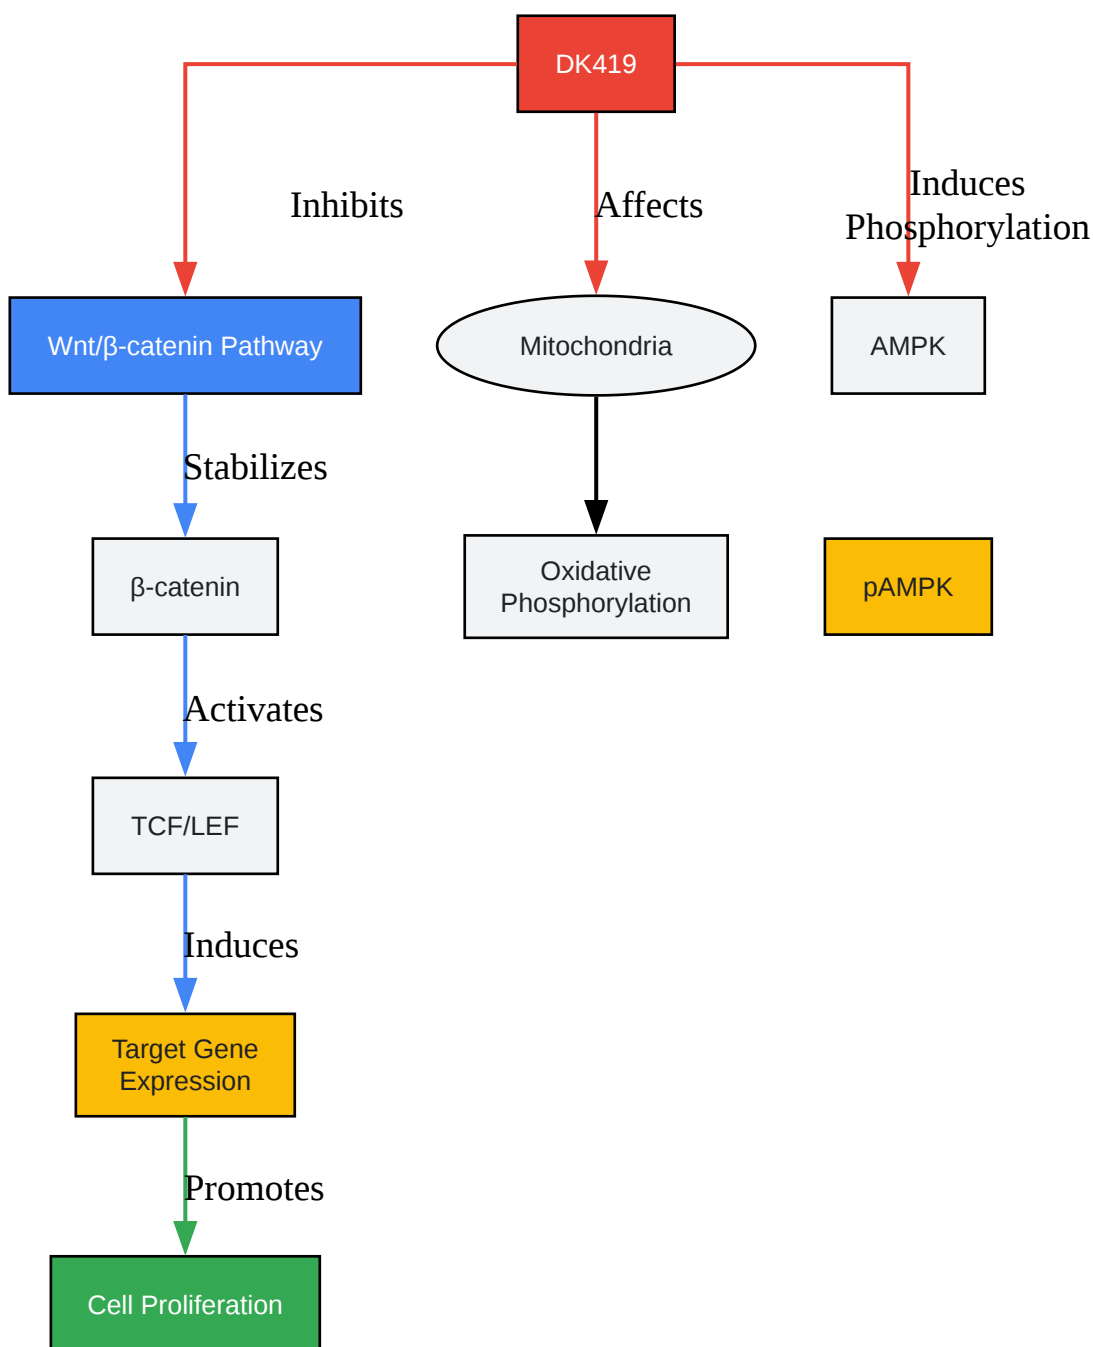 DK419
Inhibits
Affects
Induces
Phosphorylation
Wnt/β-catenin Pathway
Mitochondria
AMPK
Stabilizes
β-catenin
Oxidative
Phosphorylation
pAMPK
Activates
TCF/LEF
Induces
Target Gene
Expression
Promotes
Cell Proliferation